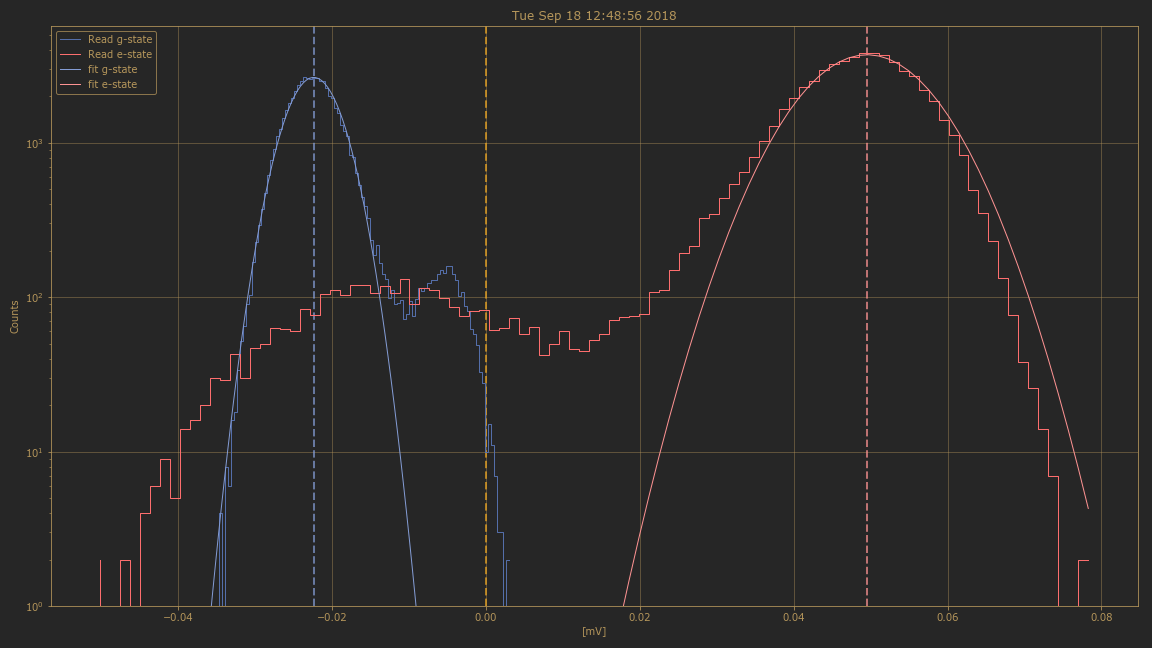 Tue Sep 18 12:48:56 2018
Read g-state
Read e-state
fit g-state
fit e-state
Counts
10³
10²
10¹
10⁰
−0.04 −0.02 0.00 0.02 0.04 0.06 0.08
[mV]